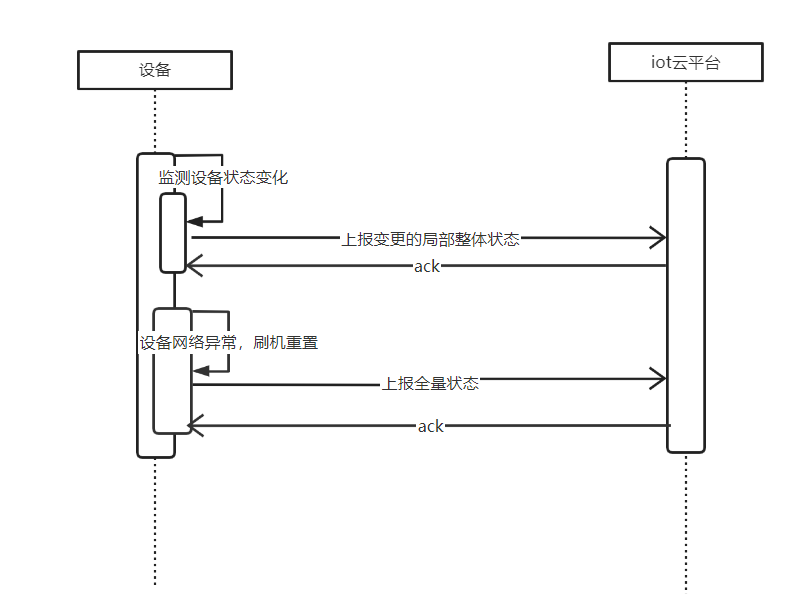 设备
iot云平台
监测设备状态变化
上报变更的局部整体状态
ack
设备网络异常，刷机重置
上报全量状态
ack